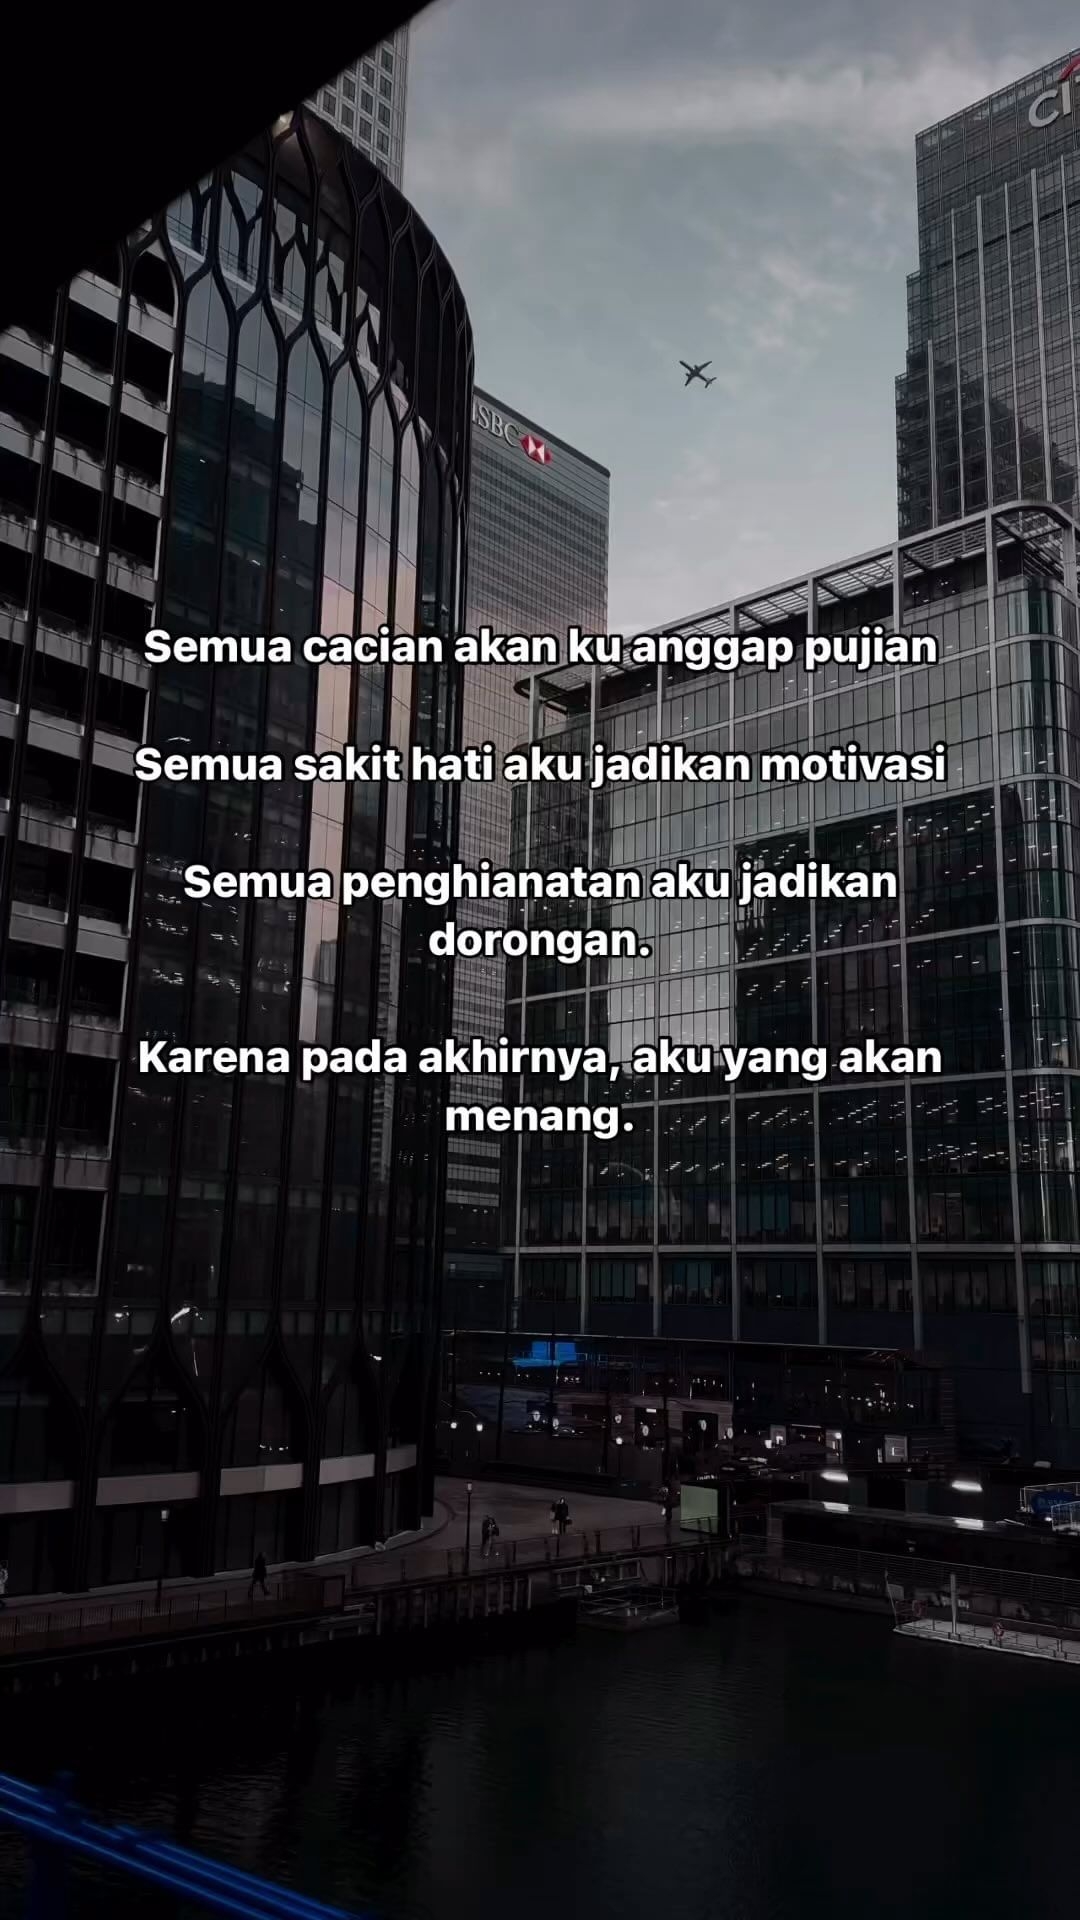 CI
HSBC
Semua cacian akan ku anggap pujian
Semua sakit hati aku jadikan motivasi
Semua penghianatan aku jadikan
dorongan.
Karena pada akhirnya, aku yang akan
menang.